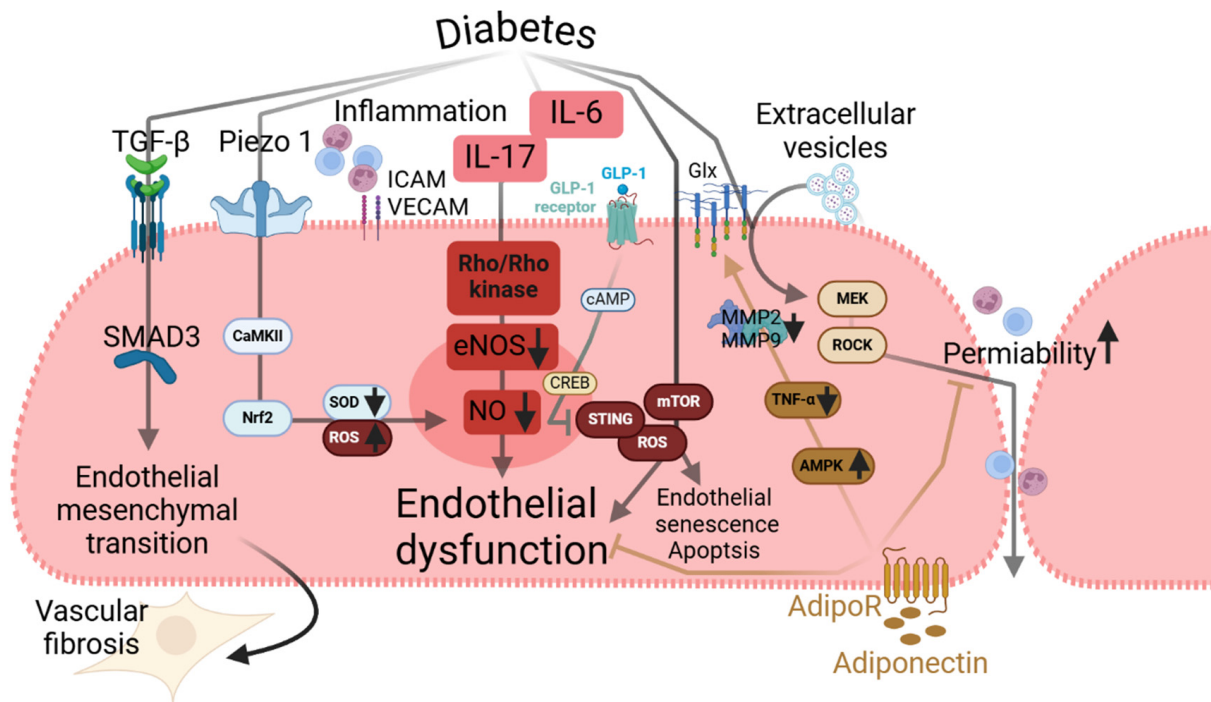 Diabetes
TGF-β
Piezo 1
Inflammation
IL-6
IL-17
ICAM
VECAM
GLP-1
GLP-1
receptor
Glx
Extracellular
vesicles
Rho/Rho
kinase
cAMP
MEK
SMAD3
CaMKII
eNOS
MMP2
MMP9
ROCK
Permiability
CREB
Nrf2
SOD
ROS
NO
STING
mTOR
ROS
TNF-α
AMPK
Endothelial
mesenchymal
transition
Endothelial
dysfunction
Endothelial
senescence
Apoptsis
Vascular
fibrosis
AdipoR
Adiponectin